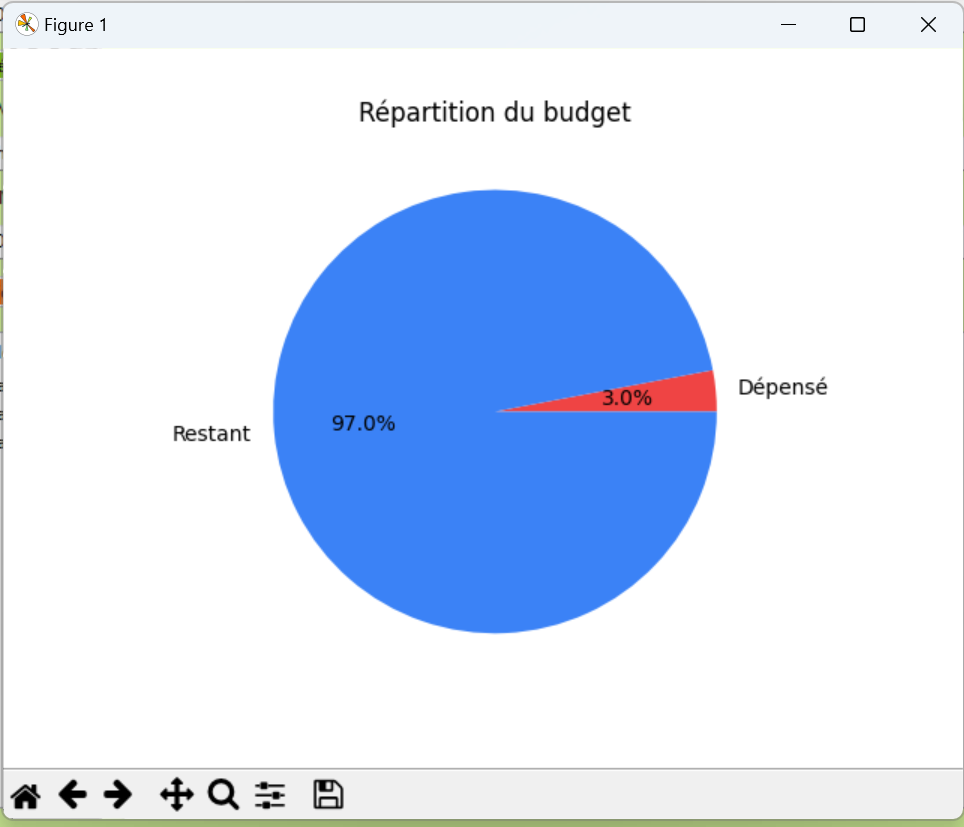 Figure 1
Répartition du budget
Dépensé
3.0%
97.0%
Restant